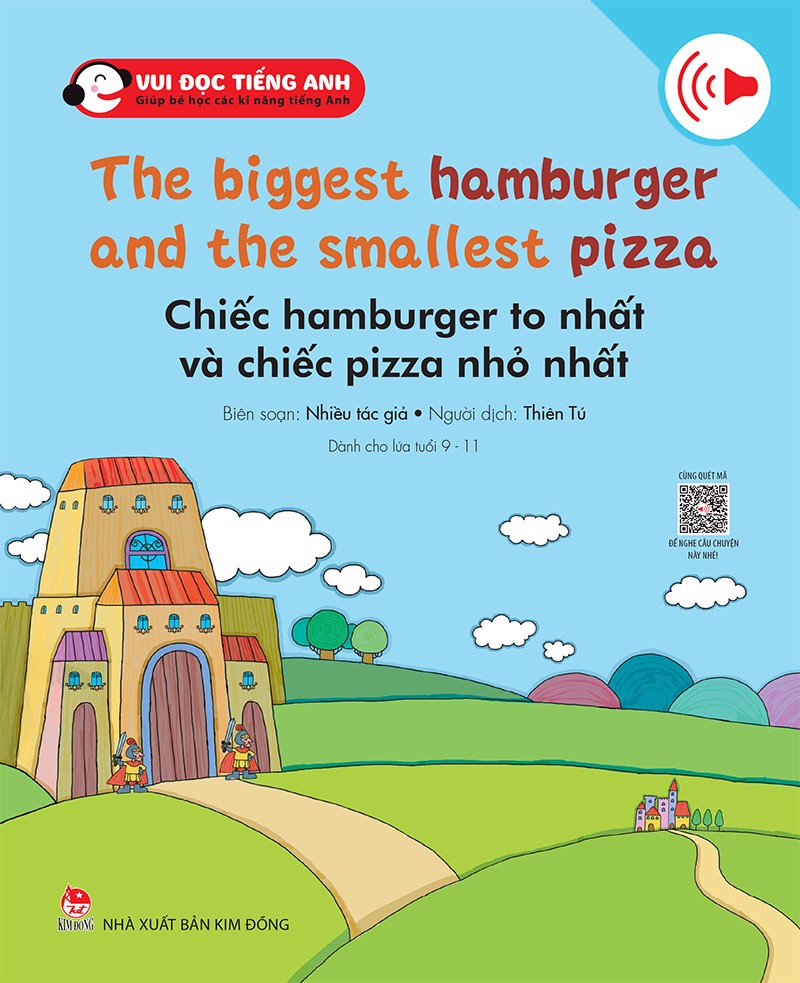 VUI ĐỌC TIẾNG ANH
Giúp bé học các kĩ năng tiếng Anh
The biggest hamburger
and the smallest pizza
Chiếc hamburger to nhất
và chiếc pizza nhỏ nhất
Biên soạn: Nhiều tác giả • Người dịch: Thiên Tú
Dành cho lứa tuổi 9 - 11
CÙNG QUÉT MÃ
ĐỂ NGHE CÂU CHUYỆN
NÀY NHÉ!
KIM ĐỒNG
NHÀ XUẤT BẢN KIM ĐỒNG